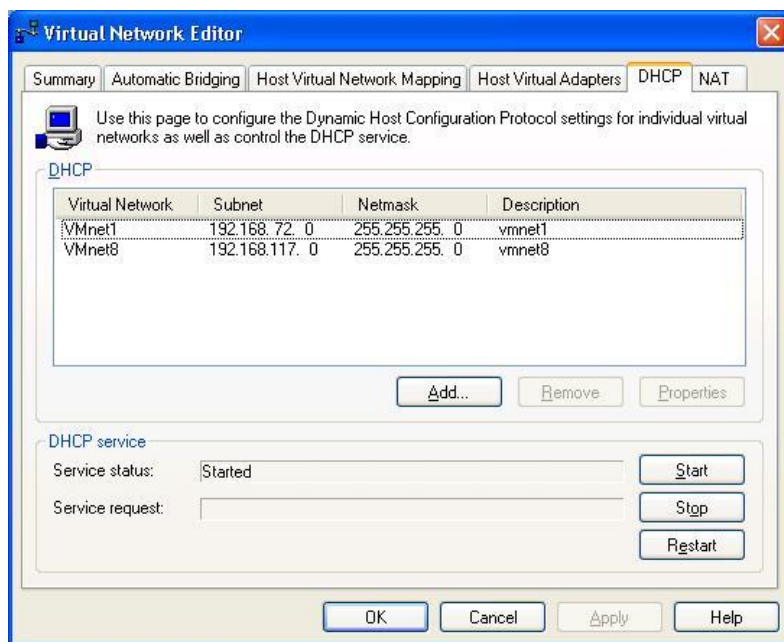 Virtual Network Editor
Summary Automatic Bridging Host Virtual Network Mapping Host Virtual Adapters DHCP NAT
Use this page to configure the Dynamic Host Configuration Protocol settings for individual virtual
networks as well as control the DHCP service.
DHCP
Virtual Network Subnet Netmask Description
VMnet1 192.168. 72. 0 255.255.255. 0 vmnet1
VMnet8 192.168.117. 0 255.255.255. 0 vmnet8
Add... Remove Properties
DHCP service
Service status: Started Start
Service request: Stop
Restart
OK Cancel Apply Help